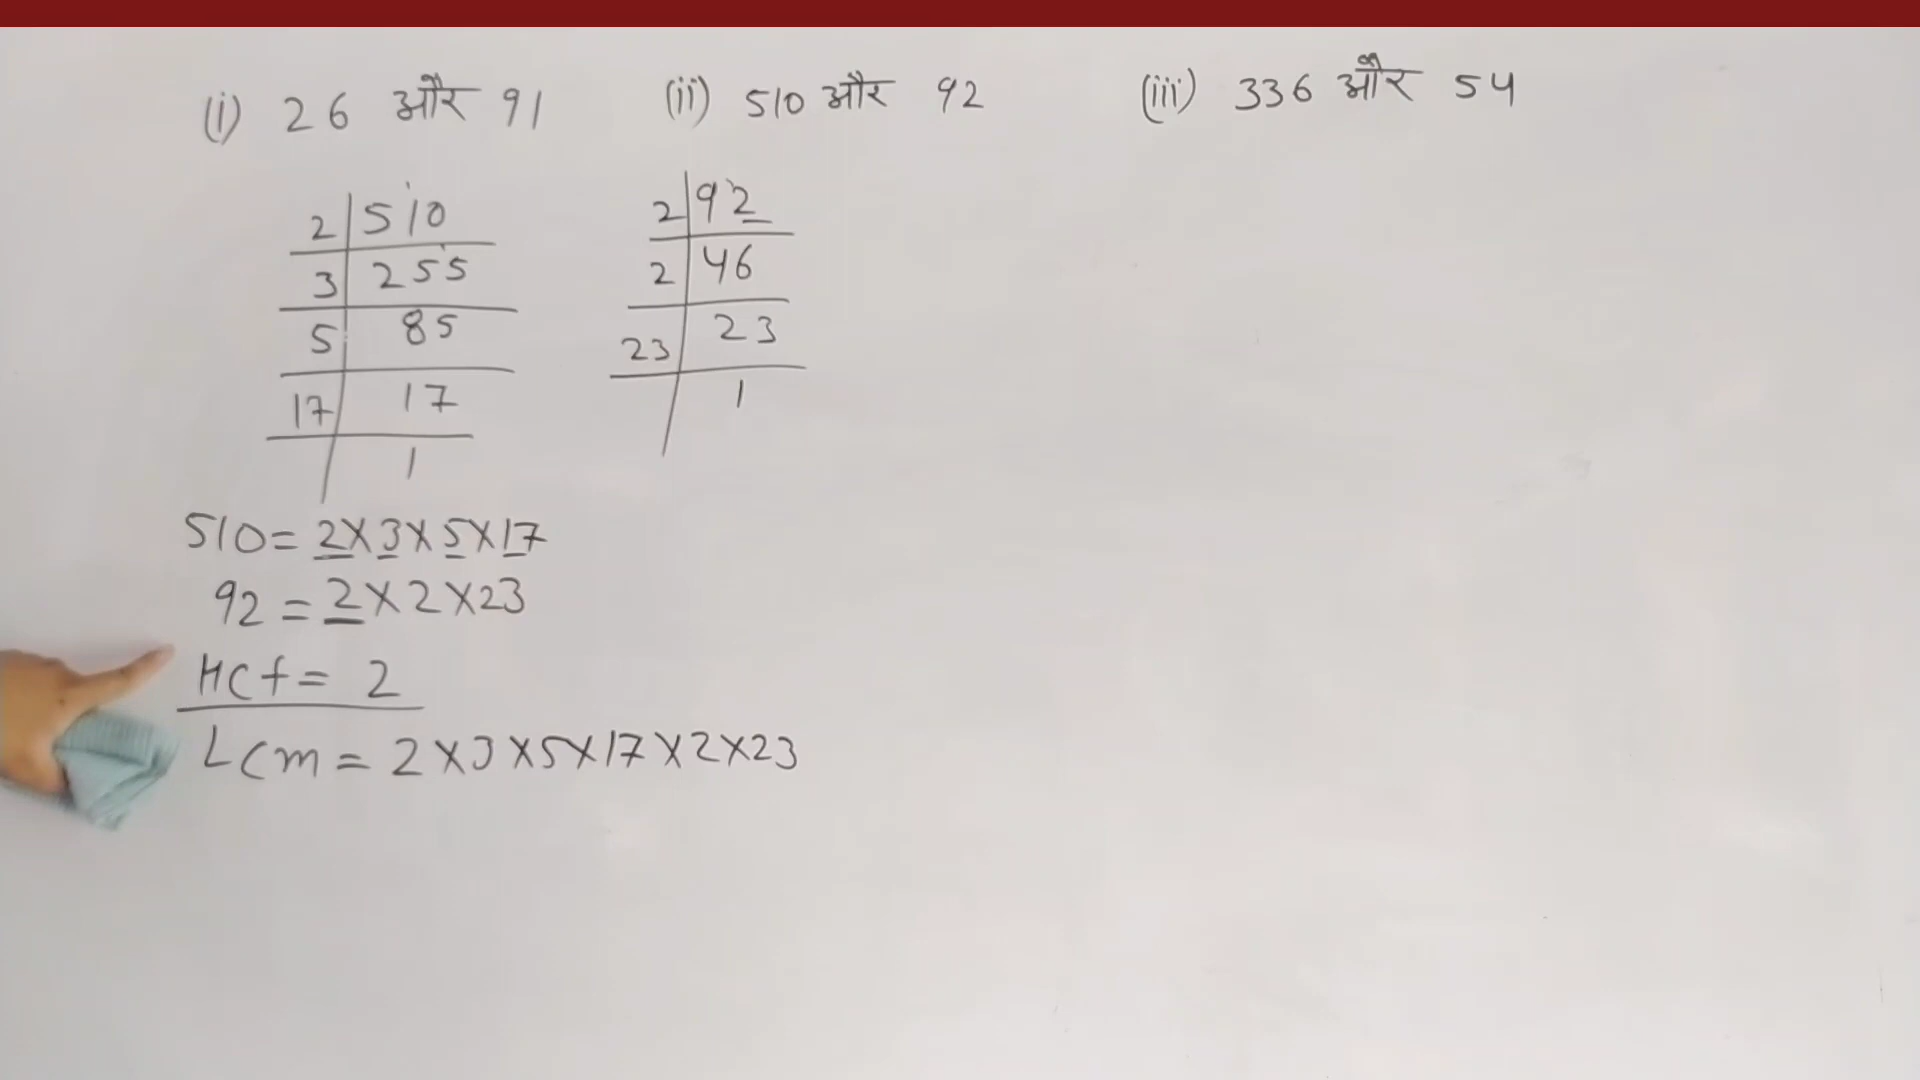 (i) 26 और 91 (ii) 510 और 92 (iii) 336 और 54
2 | 510
3 | 255
5 | 85
17 | 17
1
2 | 92
2 | 46
23 | 23
1
510 = 2 × 3 × 5 × 17
92 = 2 × 2 × 23
HCf = 2
LCm = 2 × 3 × 5 × 17 × 2 × 23